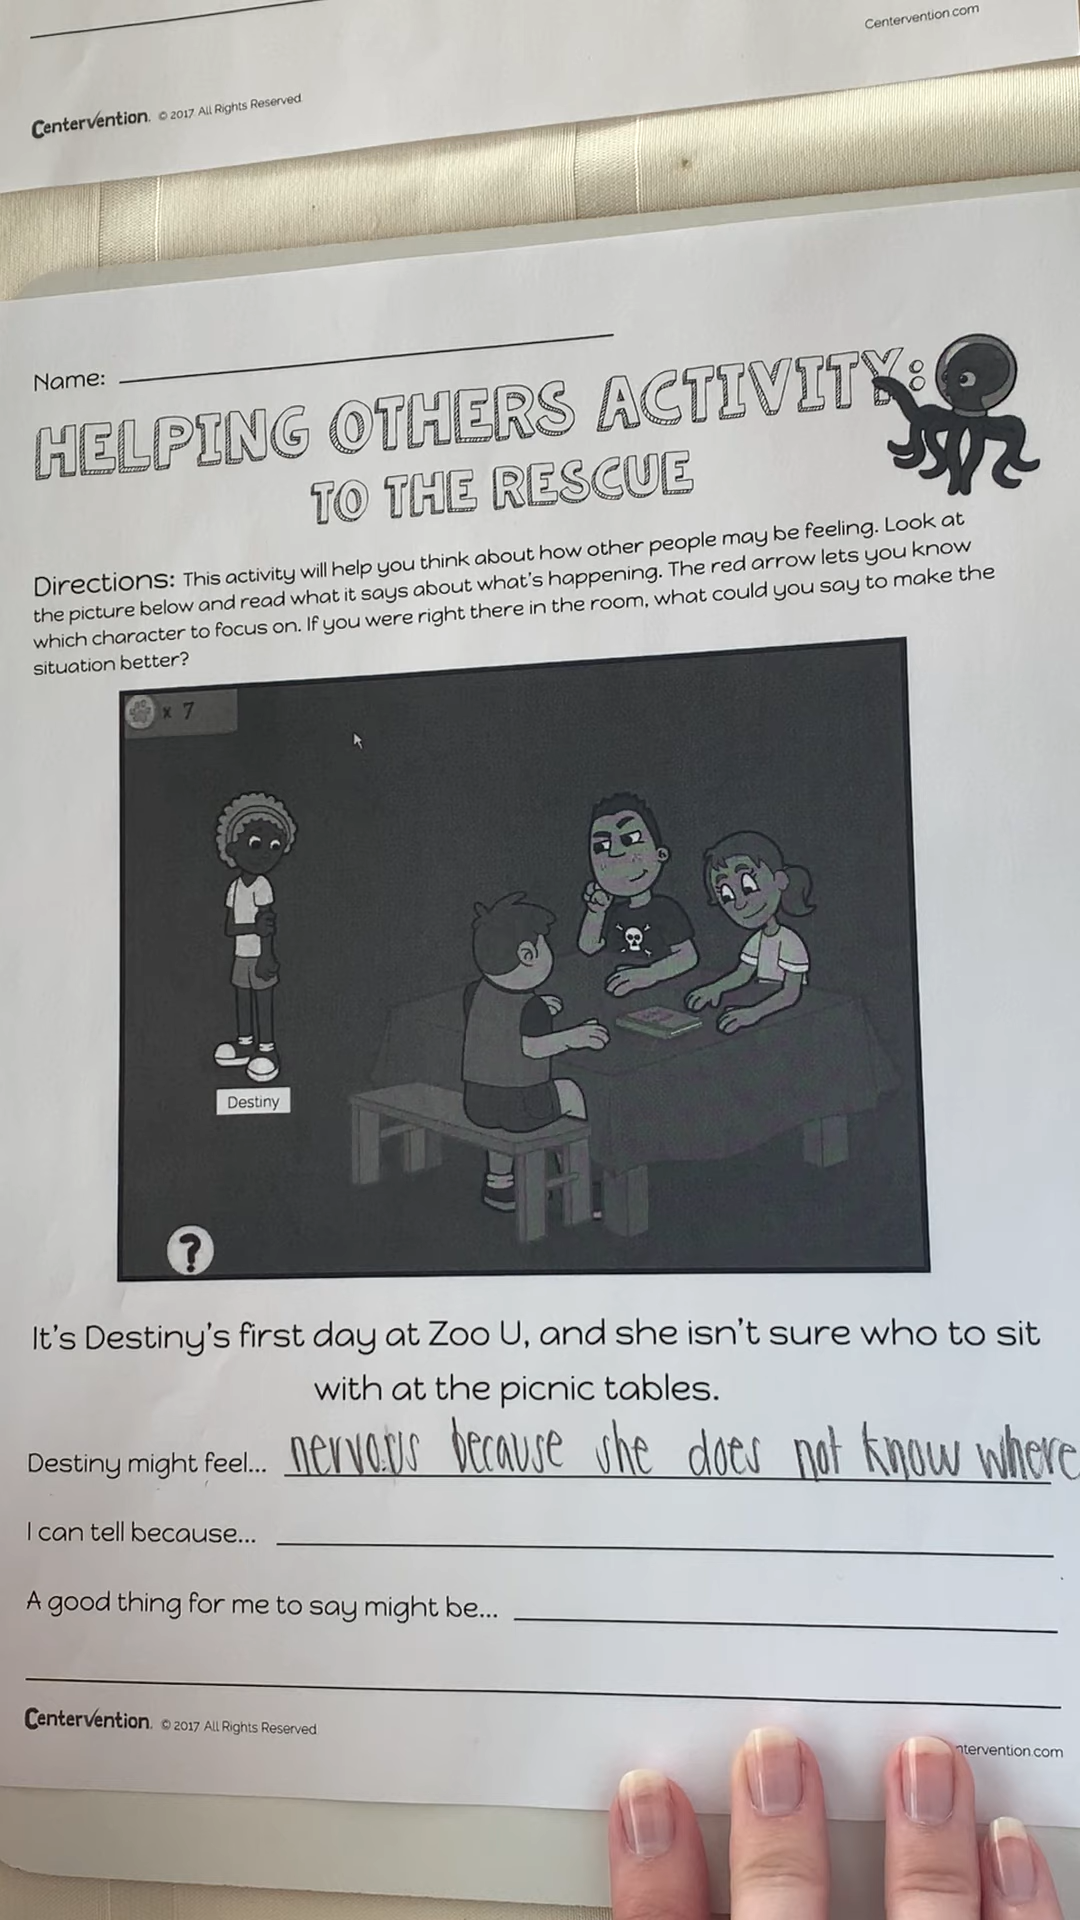 Centervention.com
Centervention. © 2017 All Rights Reserved
Name:
HELPING OTHERS ACTIVITY:
TO THE RESCUE
Directions: This activity will help you think about how other people may be feeling. Look at
the picture below and read what it says about what's happening. The red arrow lets you know
which character to focus on. If you were right there in the room, what could you say to make the
situation better?
x 7
Destiny
?
It's Destiny's first day at Zoo U, and she isn't sure who to sit
with at the picnic tables.
Destiny might feel... nervous because she does not know where
I can tell because...
A good thing for me to say might be...
Centervention. © 2017 All Rights Reserved
ntervention.com